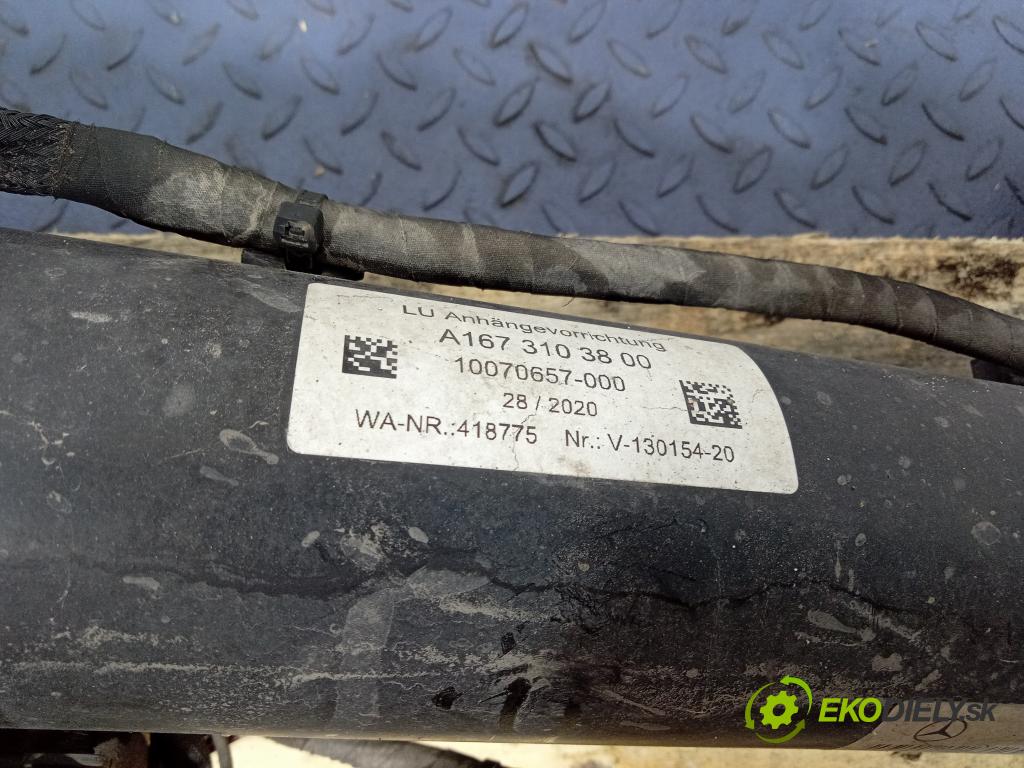 LU Anhängevorrichtung
A167 310 38 00
10070657-000
28 / 2020
WA-NR.:418775 Nr.: V-130154-20
EKODIELY.SK